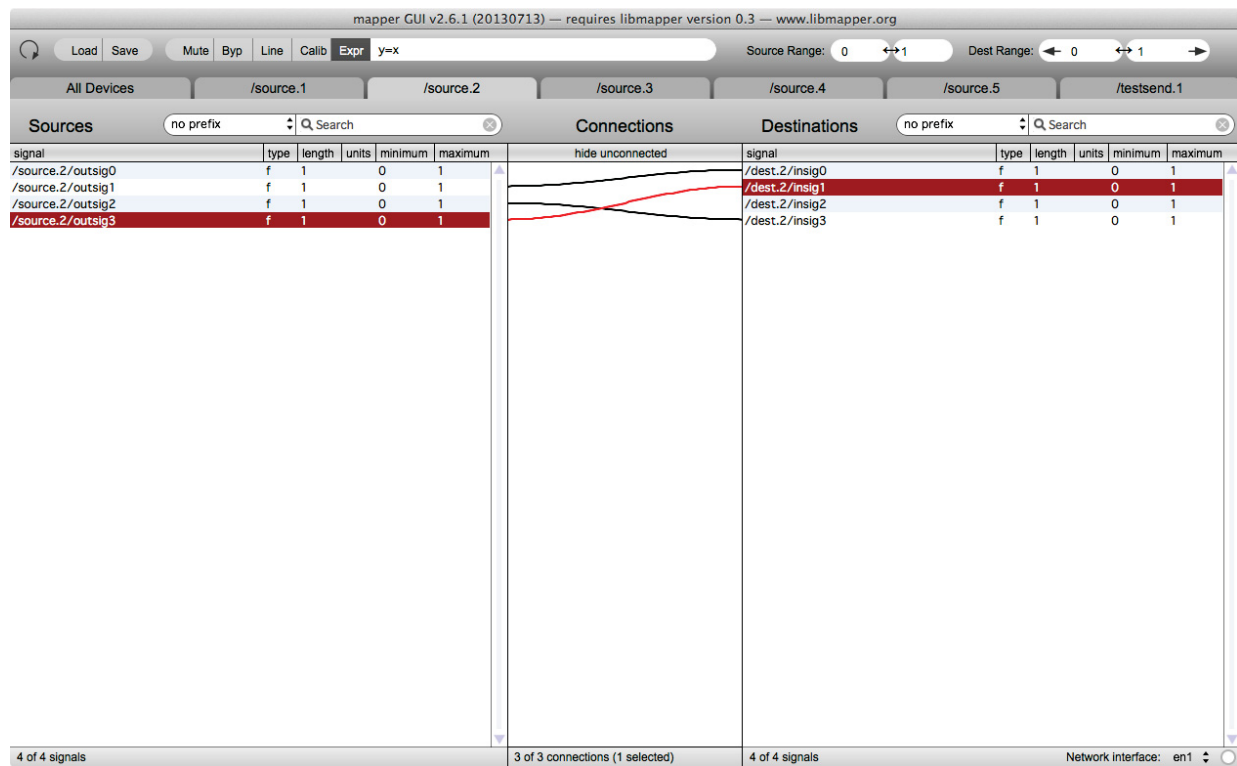 mapper GUI v2.6.1 (20130713) — requires libmapper version 0.3 — www.libmapper.org
Load Save Mute Byp Line Calib Expr y=x Source Range: 0 ↔ 1 Dest Range: 0 ↔ 1
All Devices /source.1 /source.2 /source.3 /source.4 /source.5 /testsend.1
Sources no prefix Search Connections Destinations no prefix Search
signal type length units minimum maximum hide unconnected signal type length units minimum maximum
/source.2/outsig0 f 1 0 1 /dest.2/insig0 f 1 0 1
/source.2/outsig1 f 1 0 1 /dest.2/insig1 f 1 0 1
/source.2/outsig2 f 1 0 1 /dest.2/insig2 f 1 0 1
/source.2/outsig3 f 1 0 1 /dest.2/insig3 f 1 0 1
4 of 4 signals 3 of 3 connections (1 selected) 4 of 4 signals Network interface: en1